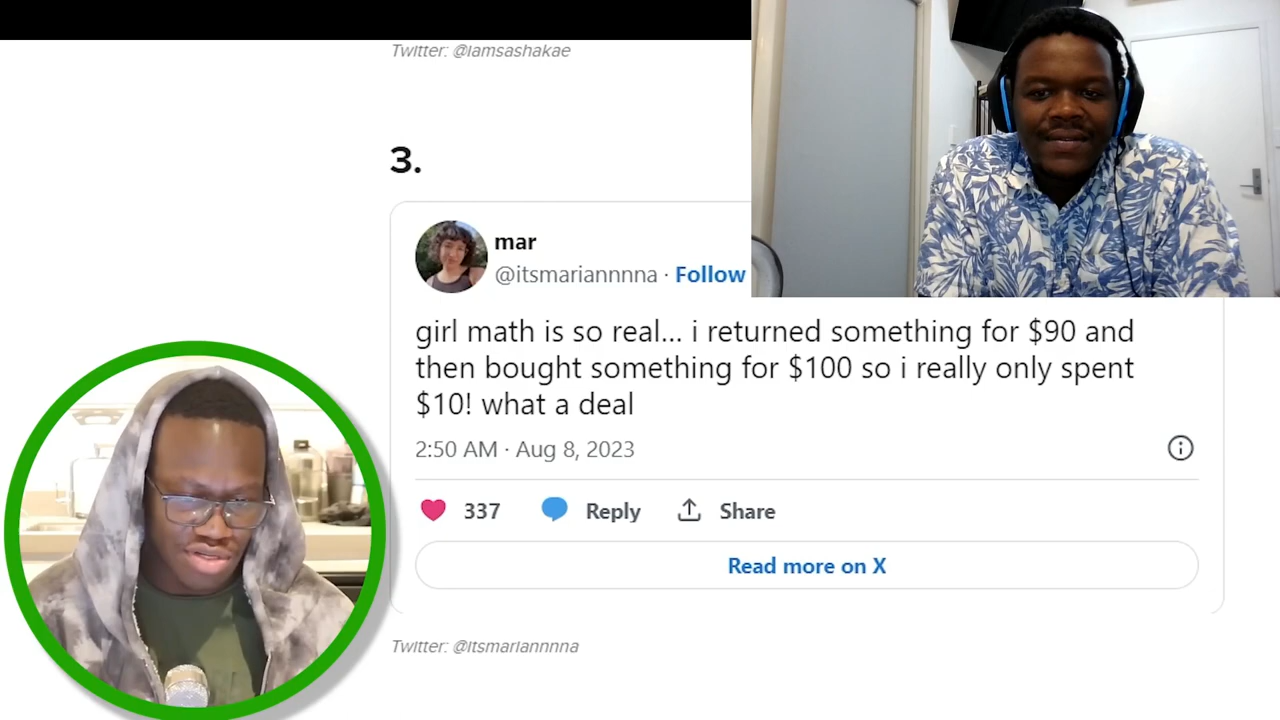 Twitter: @iamsashakae
3.
mar
@itsmariannnna · Follow
girl math is so real... i returned something for $90 and
then bought something for $100 so i really only spent
$10! what a deal
2:50 AM · Aug 8, 2023
337 Reply Share
Read more on X
Twitter: @itsmariannnna